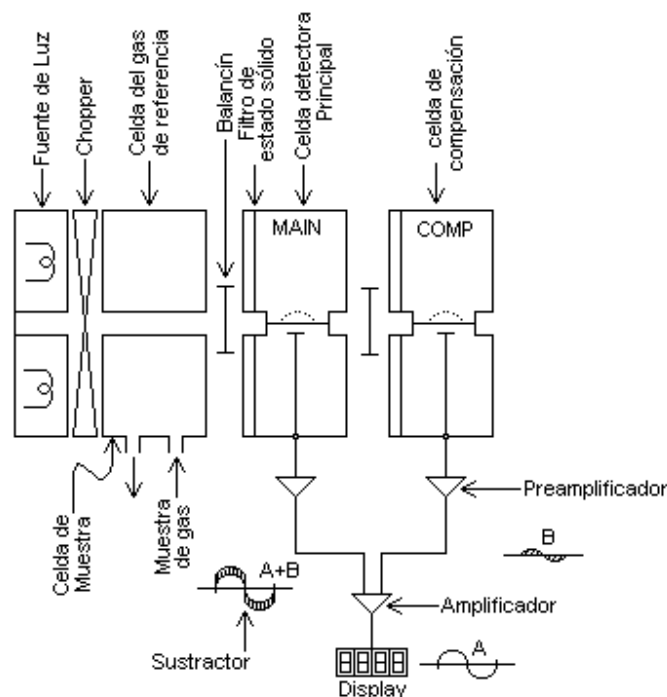 Fuente de Luz
Chopper
Celda del gas
de referencia
Balancín
Filtro de
estado sólido
Celda detectora
Principal
celda de
compensación
MAIN
COMP
Celda de
Muestra
Muestra
de gas
Preamplificador
B
A+B
Amplificador
Sustractor
A
Display